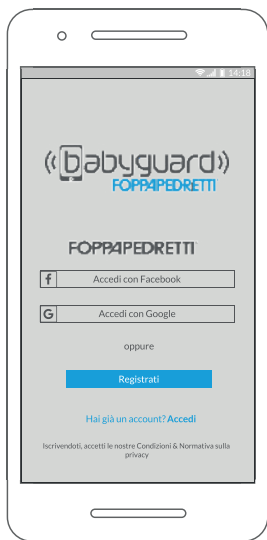 14:18
babyguard
FOPPAPEDRETTI
FOPPAPEDRETTI
f Accedi con Facebook
G Accedi con Google
oppure
Registrati
Hai già un account? Accedi
Iscrivendoti, accetti le nostre Condizioni & Normativa sulla
privacy